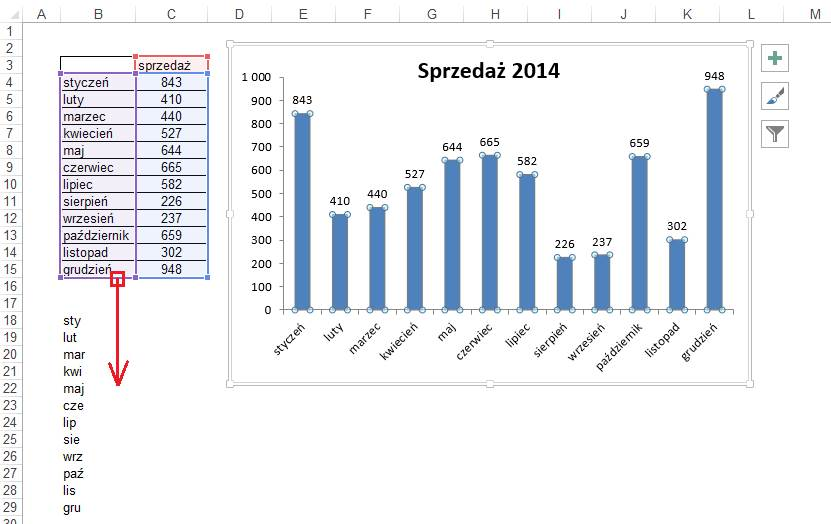 A B C D E F G H I J K L M
1
2
3 sprzedaż
4 styczeń 843
5 luty 410
6 marzec 440
7 kwiecień 527
8 maj 644
9 czerwiec 665
10 lipiec 582
11 sierpień 226
12 wrzesień 237
13 październik 659
14 listopad 302
15 grudzień 948
16
17
18 sty
19 lut
20 mar
21 kwi
22 maj
23 cze
24 lip
25 sie
26 wrz
27 paź
28 lis
29 gru
30
Sprzedaż 2014
1 000
900
800
700
600
500
400
300
200
100
0
843 410 440 527 644 665 582 226 237 659 302 948
styczeń luty marzec kwiecień maj czerwiec lipiec sierpień wrzesień październik listopad grudzień